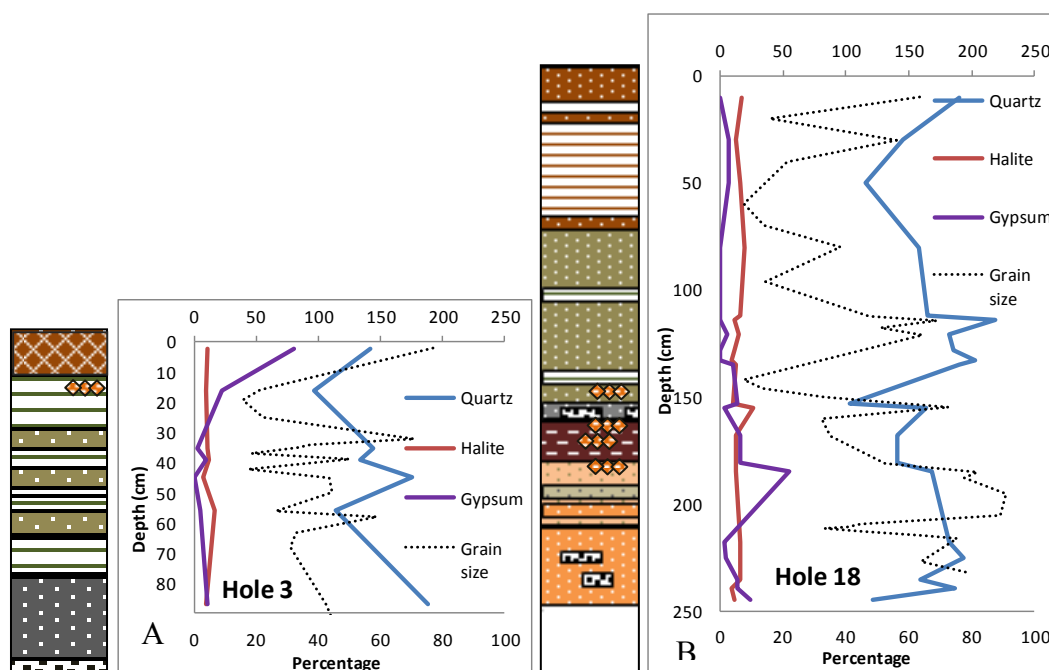 0 50 100 150 200 250
0
10
20
30
40
50
60
70
80
Depth (cm)
Quartz
Halite
Gypsum
Grain
size
Hole 3
A
0 20 40 60 80 100
Percentage
0 50 100 150 200 250
0
50
100
150
200
250
Depth (cm)
Quartz
Halite
Gypsum
Grain
size
Hole 18
B
0 20 40 60 80 100
Percentage